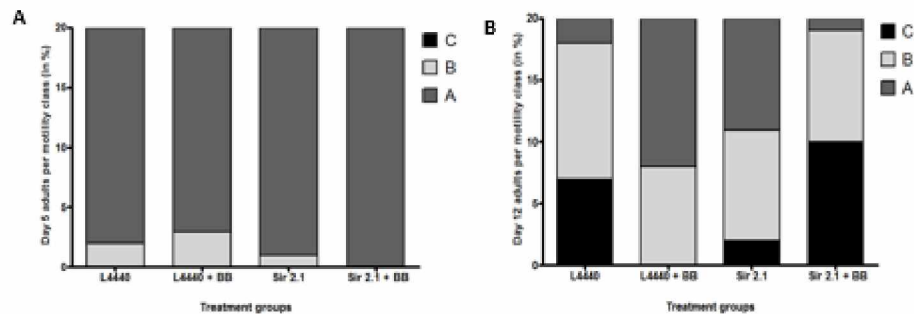 A
Day 5 adults per motility class (in %)
20
15
10
5
0
L4440
L4440 + BB
Sir 2.1
Sir 2.1 + BB
Treatment groups
C
B
A
B
Day 12 adults per motility class (in %)
20
15
10
5
0
L4440
L4440 + BB
Sir 2.1
Sir 2.1 + BB
Treatment groups
C
B
A